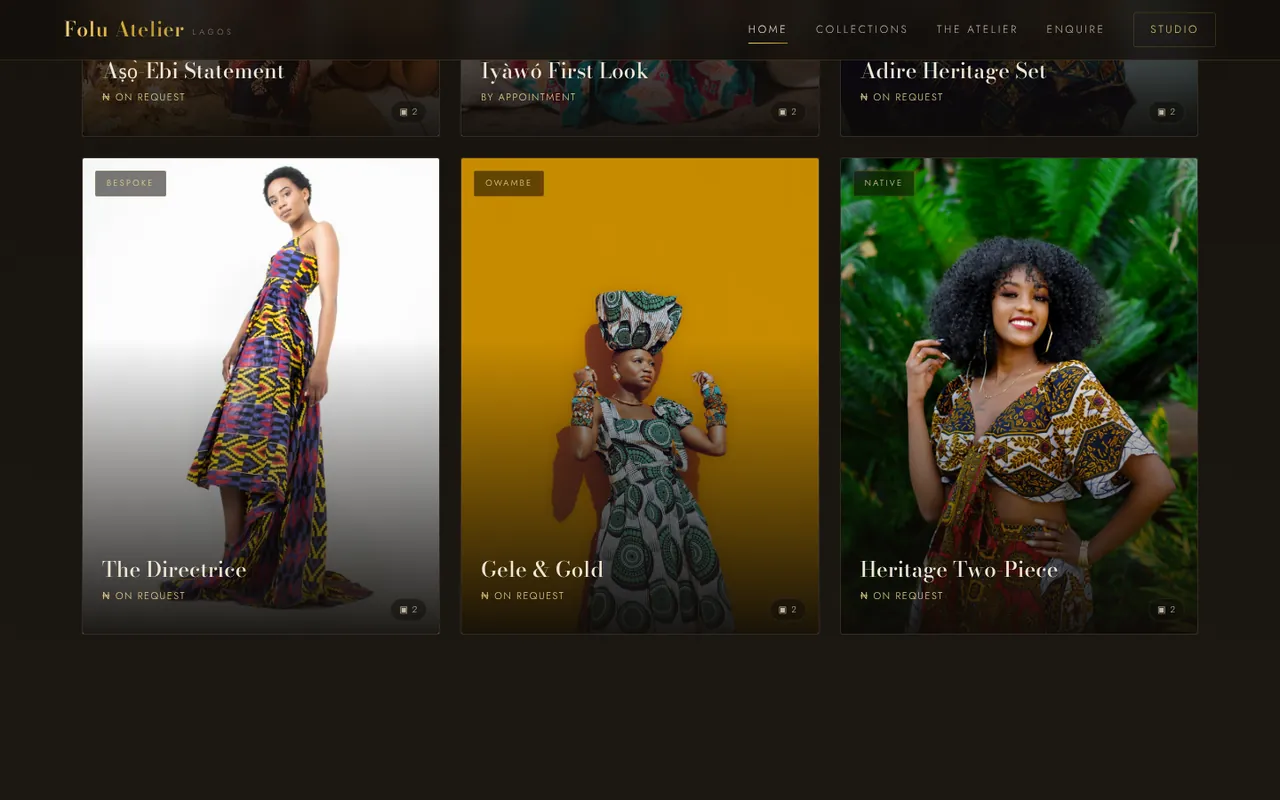 Folu Atelier LAGOS
HOME COLLECTIONS THE ATELIER ENQUIRE STUDIO
Aṣọ̀ Ebi Statement
₦ ON REQUEST
▣ 2
Ìyàwó First Look
BY APPOINTMENT
▣ 2
Adire Heritage Set
₦ ON REQUEST
▣ 2
BESPOKE
The Directrice
₦ ON REQUEST
▣ 2
OWAMBE
Gele & Gold
₦ ON REQUEST
▣ 2
NATIVE
Heritage Two-Piece
₦ ON REQUEST
▣ 2